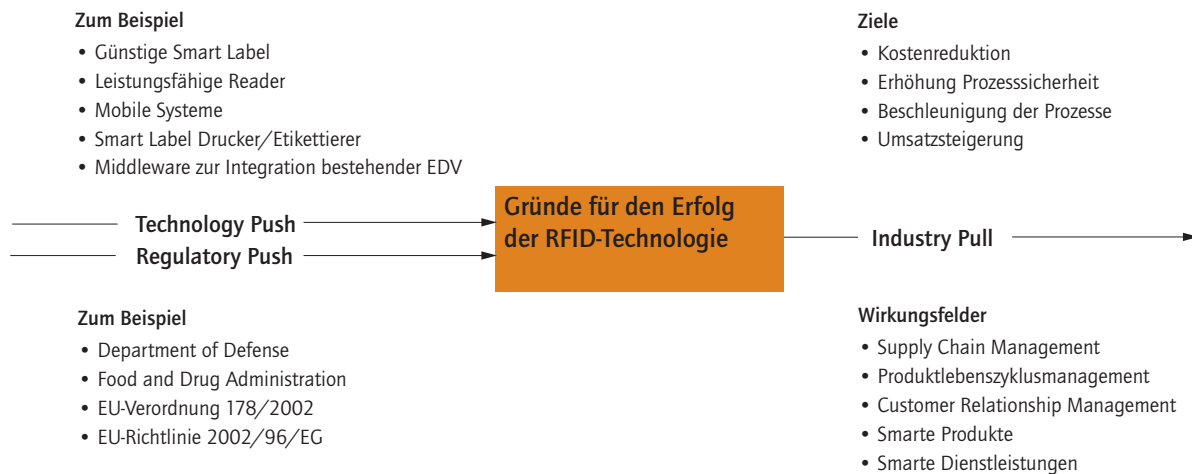 Zum Beispiel
• Günstige Smart Label
• Leistungsfähige Reader
• Mobile Systeme
• Smart Label Drucker/Etikettierer
• Middleware zur Integration bestehender EDV
Technology Push
Regulatory Push
Zum Beispiel
• Department of Defense
• Food and Drug Administration
• EU-Verordnung 178/2002
• EU-Richtlinie 2002/96/EG
Gründe für den Erfolg
der RFID-Technologie
Ziele
• Kostenreduktion
• Erhöhung Prozesssicherheit
• Beschleunigung der Prozesse
• Umsatzsteigerung
Industry Pull
Wirkungsfelder
• Supply Chain Management
• Produktlebenszyklusmanagement
• Customer Relationship Management
• Smarte Produkte
• Smarte Dienstleistungen